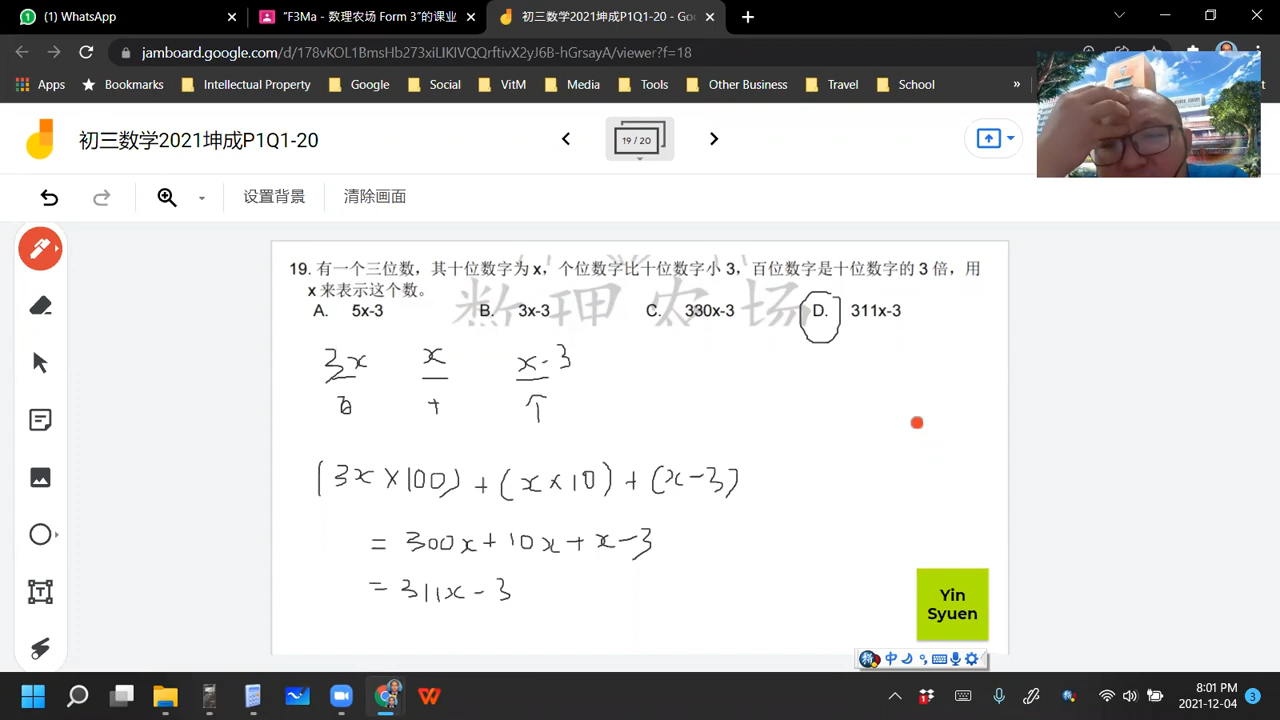 (1) WhatsApp
"F3Ma - 数理农场 Form 3"的课业
初三数学2021坤成P1Q1-20 - Goo
jamboard.google.com/d/178vKOL1BmsHb273xiIJKIVQQrftivX2yJ6B-hGrsayA/viewer?f=18
Apps
Bookmarks
Intellectual Property
Google
Social
VitM
Media
Tools
Other Business
Travel
School
»
初三数学2021坤成P1Q1-20
19 / 20
设置背景
清除画面
19. 有一个三位数，其十位数字为 x，个位数字比十位数字小 3，百位数字是十位数字的 3 倍，用
x 来表示这个数。
A. 5x-3 B. 3x-3 C. 330x-3 D. 311x-3
数理农场
3x x x-3
百 十 个
(3x×100)+(x×10)+(x-3)
= 300x+10x+x-3
= 311x-3
Yin
Syuen
中
8:01 PM
2021-12-04
3